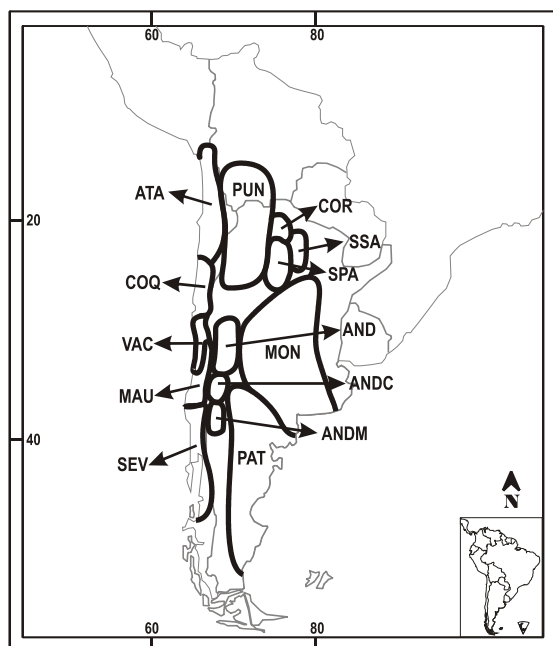 60 80
ATA PUN COR
20
SSA
SPA
COQ
AND
VAC MON
ANDC
MAU
ANDM
40
SEV PAT
N
60 80